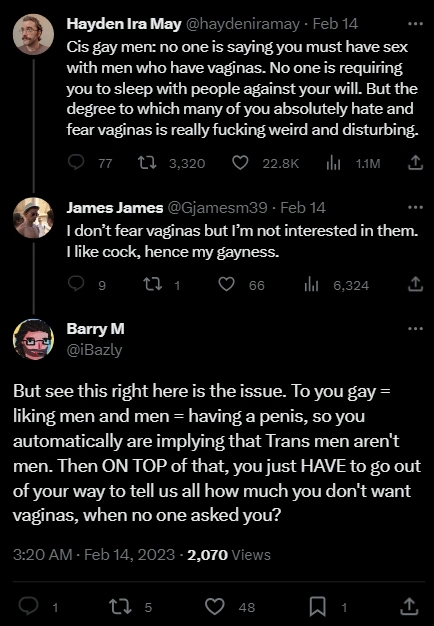 Hayden Ira May @haydeniramay · Feb 14
Cis gay men: no one is saying you must have sex
with men who have vaginas. No one is requiring
you to sleep with people against your will. But the
degree to which many of you absolutely hate and
fear vaginas is really fucking weird and disturbing.
77 3,320 22.8K 1.1M
James James @Gjamesm39 · Feb 14
I don't fear vaginas but I'm not interested in them.
I like cock, hence my gayness.
9 1 66 6,324
Barry M
@iBazly
But see this right here is the issue. To you gay =
liking men and men = having a penis, so you
automatically are implying that Trans men aren't
men. Then ON TOP of that, you just HAVE to go out
of your way to tell us all how much you don't want
vaginas, when no one asked you?
3:20 AM · Feb 14, 2023 · 2,070 Views
1 5 48 1